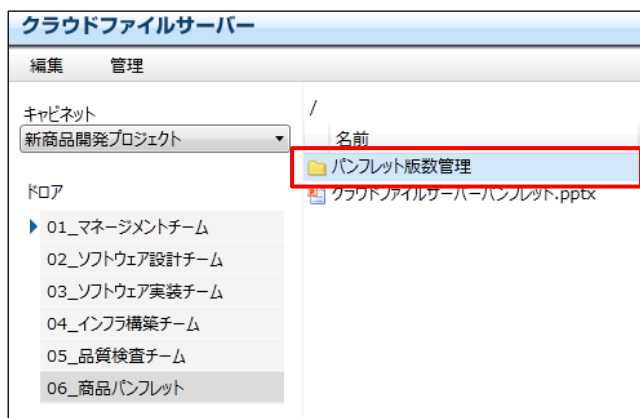 クラウドファイルサーバー
編集 管理
キャビネット
新商品開発プロジェクト
ドロア
01_マネージメントチーム
02_ソフトウェア設計チーム
03_ソフトウェア実装チーム
04_インフラ構築チーム
05_品質検査チーム
06_商品パンフレット
/
名前
パンフレット版数管理
クラウドファイルサーバーパンフレット.pptx